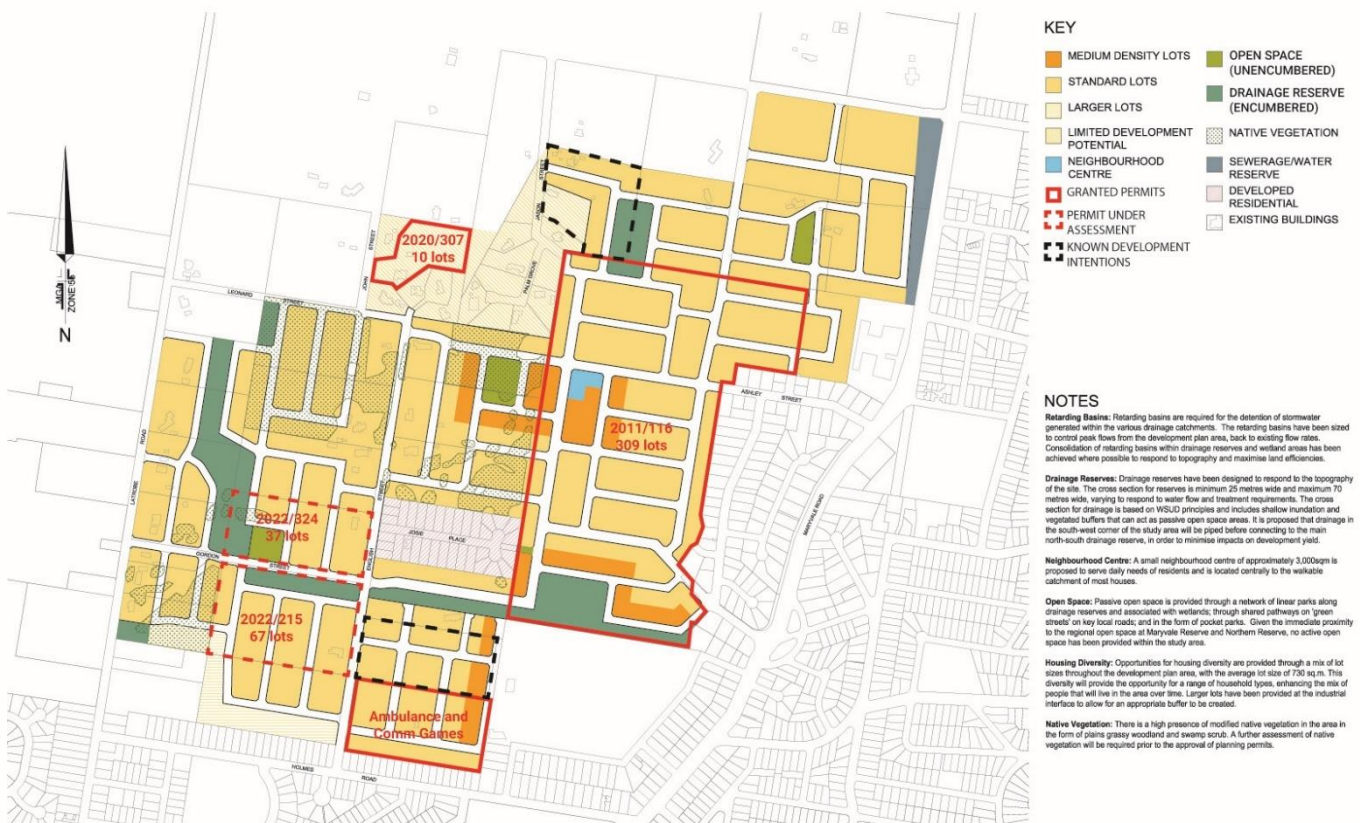 KEY
MEDIUM DENSITY LOTS
STANDARD LOTS
LARGER LOTS
LIMITED DEVELOPMENT
POTENTIAL
NEIGHBOURHOOD
CENTRE
GRANTED PERMITS
PERMIT UNDER
ASSESSMENT
KNOWN DEVELOPMENT
INTENTIONS
OPEN SPACE
(UNENCUMBERED)
DRAINAGE RESERVE
(ENCUMBERED)
NATIVE VEGETATION
SEWERAGE/WATER
RESERVE
DEVELOPED
RESIDENTIAL
EXISTING BUILDINGS
MGA
ZONE 55
N
STREET
JASON
PALM GROVE
2020/307
10 lots
STREET
JOHN
LEONARD
STREET
ASHLEY STREET
2011/116
309 lots
ROAD
LATROBE
STREET
ENGLISH
JOSIE PLACE
MARYVALE ROAD
2022/324
37 lots
GORDON
STREET
2022/215
67 lots
Ambulance and
Comm Games
HOLMES ROAD
NOTES
Retarding Basins: Retarding basins are required for the detention of stormwater
generated within the various drainage catchments. The retarding basins have been sized
to control peak flows from the development plan area, back to existing flow rates.
Consolidation of retarding basins within drainage reserves and wetland areas has been
achieved where possible to respond to topography and maximise land efficiencies.
Drainage Reserves: Drainage reserves have been designed to respond to the topography
of the site. The cross section for reserves is minimum 25 metres wide and maximum 70
metres wide, varying to respond to water flow and treatment requirements. The cross
section for drainage is based on WSUD principles and includes shallow inundation and
vegetated buffers that can act as passive open space areas. It is proposed that drainage in
the south-west corner of the study area will be piped before connecting to the main
north-south drainage reserve, in order to minimise impacts on development yield.
Neighbourhood Centre: A small neighbourhood centre of approximately 3,000sqm is
proposed to serve daily needs of residents and is located centrally to the walkable
catchment of most houses.
Open Space: Passive open space is provided through a network of linear parks along
drainage reserves and associated with wetlands; through shared pathways on 'green
streets' on key local roads; and in the form of pocket parks. Given the immediate proximity
to the regional open space at Maryvale Reserve and Northern Reserve, no active open
space has been provided within the study area.
Housing Diversity: Opportunities for housing diversity are provided through a mix of lot
sizes throughout the development plan area, with the average lot size of 730 sq.m. This
diversity will provide the opportunity for a range of household types, enhancing the mix of
people that will live in the area over time. Larger lots have been provided at the industrial
interface to allow for an appropriate buffer to be created.
Native Vegetation: There is a high presence of modified native vegetation in the area in
the form of plains grassy woodland and swamp scrub. A further assessment of native
vegetation will be required prior to the approval of planning permits.